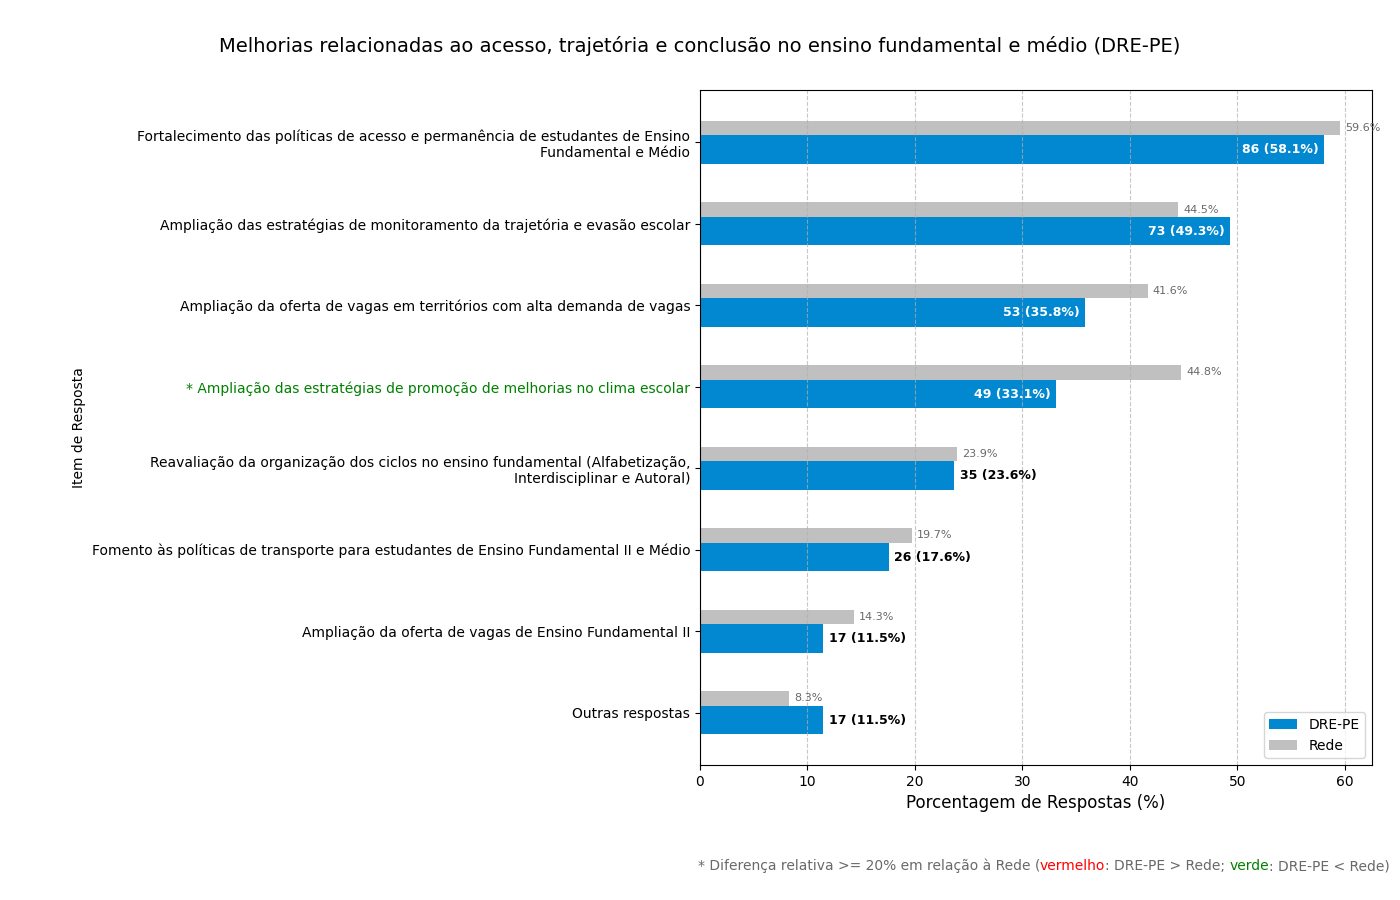 Melhorias relacionadas ao acesso, trajetória e conclusão no ensino fundamental e médio (DRE-PE)
Fortalecimento das políticas de acesso e permanência de estudantes de Ensino
Fundamental e Médio
59.6%
86 (58.1%)
Ampliação das estratégias de monitoramento da trajetória e evasão escolar
44.5%
73 (49.3%)
Ampliação da oferta de vagas em territórios com alta demanda de vagas
41.6%
53 (35.8%)
* Ampliação das estratégias de promoção de melhorias no clima escolar
44.8%
49 (33.1%)
Item de Resposta
Reavaliação da organização dos ciclos no ensino fundamental (Alfabetização,
Interdisciplinar e Autoral)
23.9%
35 (23.6%)
Fomento às políticas de transporte para estudantes de Ensino Fundamental II e Médio
19.7%
26 (17.6%)
Ampliação da oferta de vagas de Ensino Fundamental II
14.3%
17 (11.5%)
Outras respostas
8.3%
17 (11.5%)
DRE-PE
Rede
0 10 20 30 40 50 60
Porcentagem de Respostas (%)
* Diferença relativa >= 20% em relação à Rede (vermelho: DRE-PE > Rede; verde: DRE-PE < Rede)